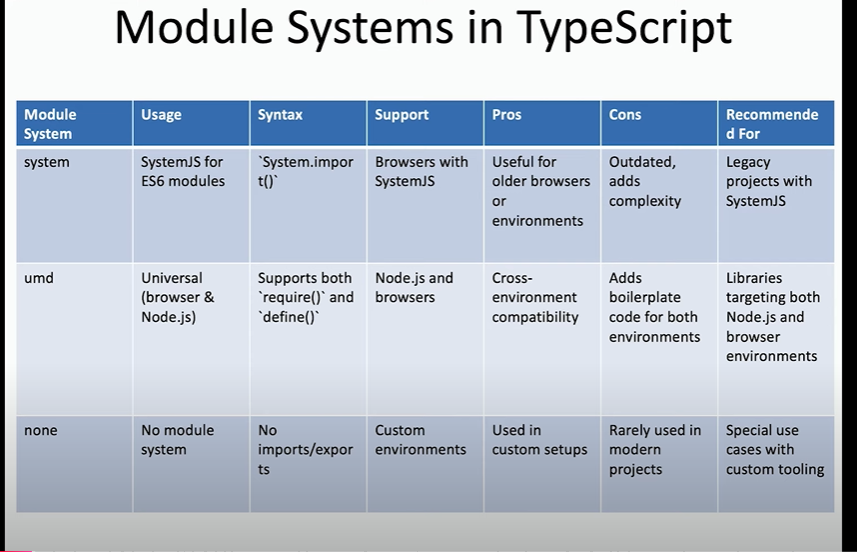 Module Systems in TypeScript
Module
System
Usage
Syntax
Support
Pros
Cons
Recommende
d For
system
SystemJS for
ES6 modules
`System.impor
t()`
Browsers with
SystemJS
Useful for
older browsers
or
environments
Outdated,
adds
complexity
Legacy
projects with
SystemJS
umd
Universal
(browser &
Node.js)
Supports both
`require()` and
`define()`
Node.js and
browsers
Cross-
environment
compatibility
Adds
boilerplate
code for both
environments
Libraries
targeting both
Node.js and
browser
environments
none
No module
system
No
imports/expor
ts
Custom
environments
Used in
custom setups
Rarely used in
modern
projects
Special use
cases with
custom tooling